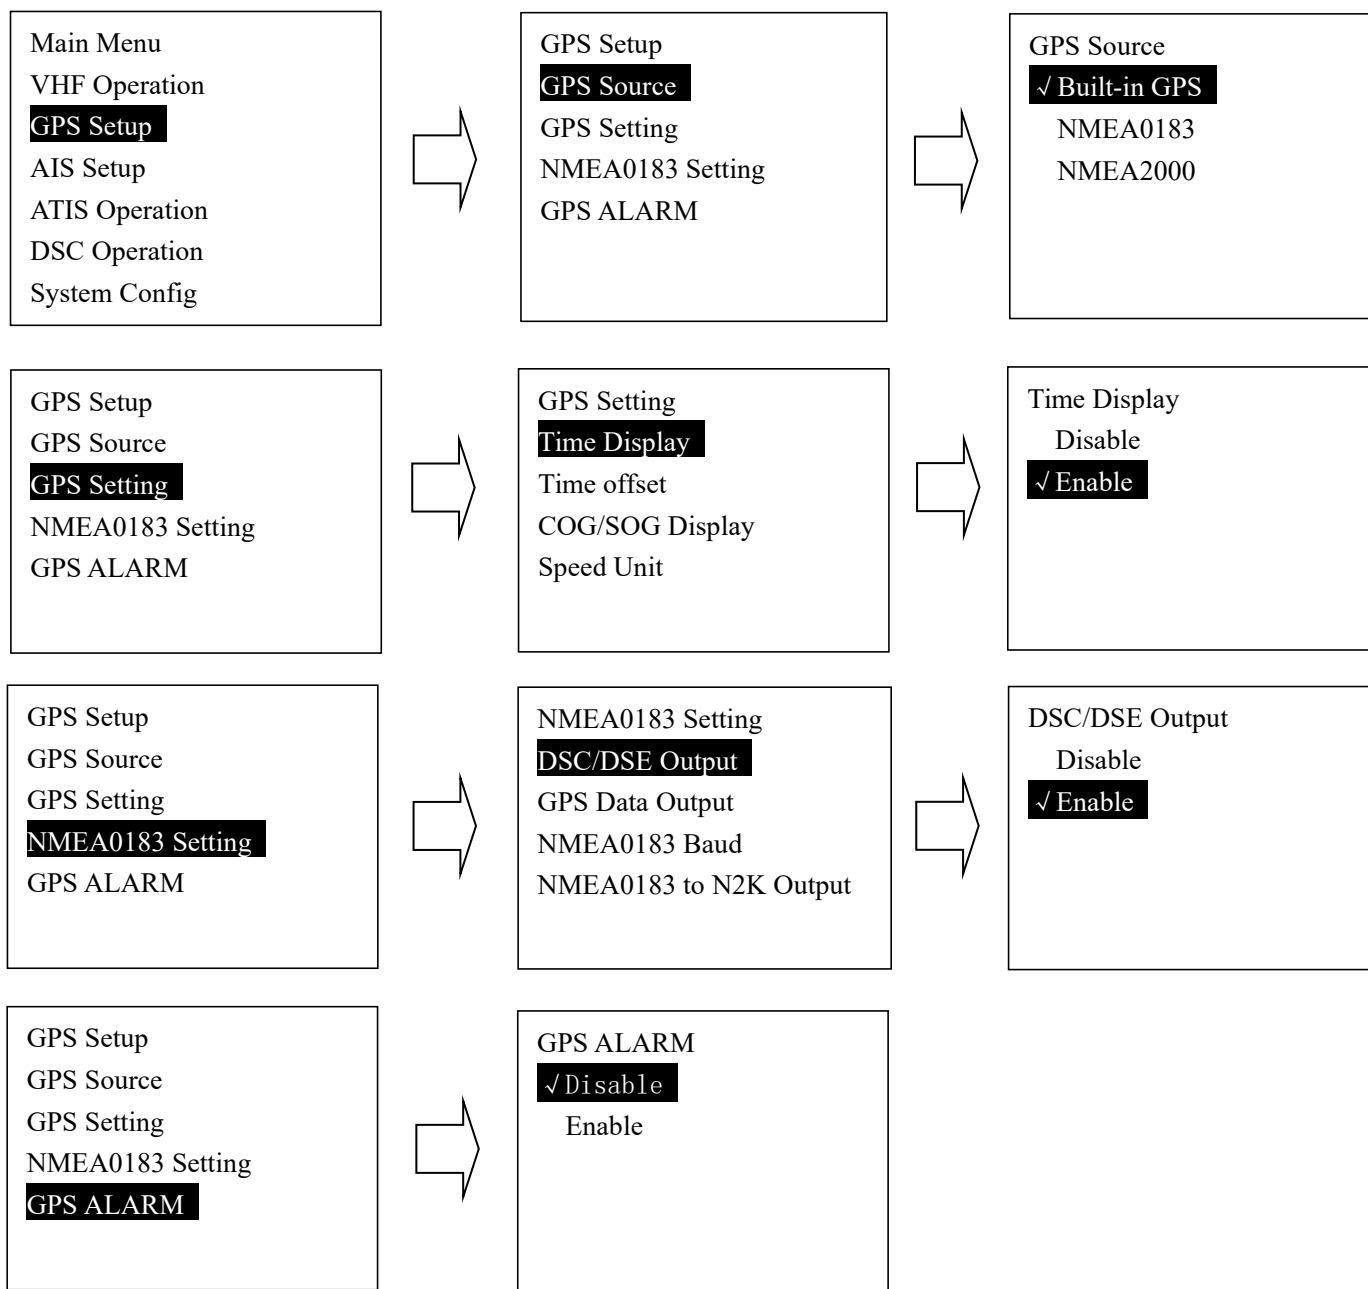 Main Menu
VHF Operation
GPS Setup
AIS Setup
ATIS Operation
DSC Operation
System Config
GPS Setup
GPS Source
GPS Setting
NMEA0183 Setting
GPS ALARM
GPS Source
√ Built-in GPS
NMEA0183
NMEA2000
GPS Setup
GPS Source
GPS Setting
NMEA0183 Setting
GPS ALARM
GPS Setting
Time Display
Time offset
COG/SOG Display
Speed Unit
Time Display
Disable
√ Enable
GPS Setup
GPS Source
GPS Setting
NMEA0183 Setting
GPS ALARM
NMEA0183 Setting
DSC/DSE Output
GPS Data Output
NMEA0183 Baud
NMEA0183 to N2K Output
DSC/DSE Output
Disable
√ Enable
GPS Setup
GPS Source
GPS Setting
NMEA0183 Setting
GPS ALARM
GPS ALARM
√ Disable
Enable